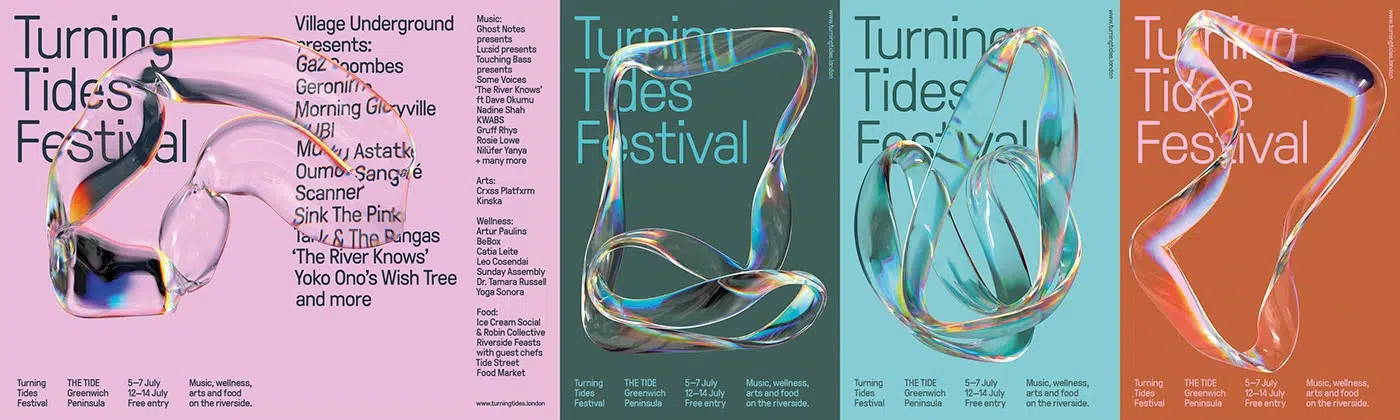 Turning
Tides
Festival
Village Underground
presents:
Gaz Coombes
Geronimo
Morning Gloryville
Mulatu Astatke
Oumou Sangaré
Scanner
Sink The Pink
Tank & The Bangas
‘The River Knows’
Yoko Ono’s Wish Tree
and more
Music:
Ghost Notes
presents
Lu:sid presents
Touching Bass
presents
Some Voices
‘The River Knows’
ft Dave Okumu
Nadine Shah
KWABS
Gruff Rhys
Rosie Lowe
Nilüfer Yanya
+ many more
Arts:
Crxss Platfxrm
Kinska
Wellness:
Artur Paulins
BeBox
Catia Leite
Leo Cosendai
Sunday Assembly
Dr. Tamara Russell
Yoga Sonora
Food:
Ice Cream Social
& Robin Collective
Riverside Feasts
with guest chefs
Tide Street
Food Market
Turning
Tides
Festival
THE TIDE
Greenwich
Peninsula
5–7 July
12–14 July
Free entry
Music, wellness,
arts and food
on the riverside.
www.turningtides.london
Turning
Tides
Festival
www.turningtides.london
Turning
Tides
Festival
THE TIDE
Greenwich
Peninsula
5–7 July
12–14 July
Free entry
Music, wellness,
arts and food
on the riverside.
Turning
Tides
Festival
www.turningtides.london
Turning
Tides
Festival
THE TIDE
Greenwich
Peninsula
5–7 July
12–14 July
Free entry
Music, wellness,
arts and food
on the riverside.
Turning
Tides
Festival
www.turningtides.london
Turning
Tides
Festival
THE TIDE
Greenwich
Peninsula
5–7 July
12–14 July
Free entry
Music, wellness,
arts and food
on the riverside.